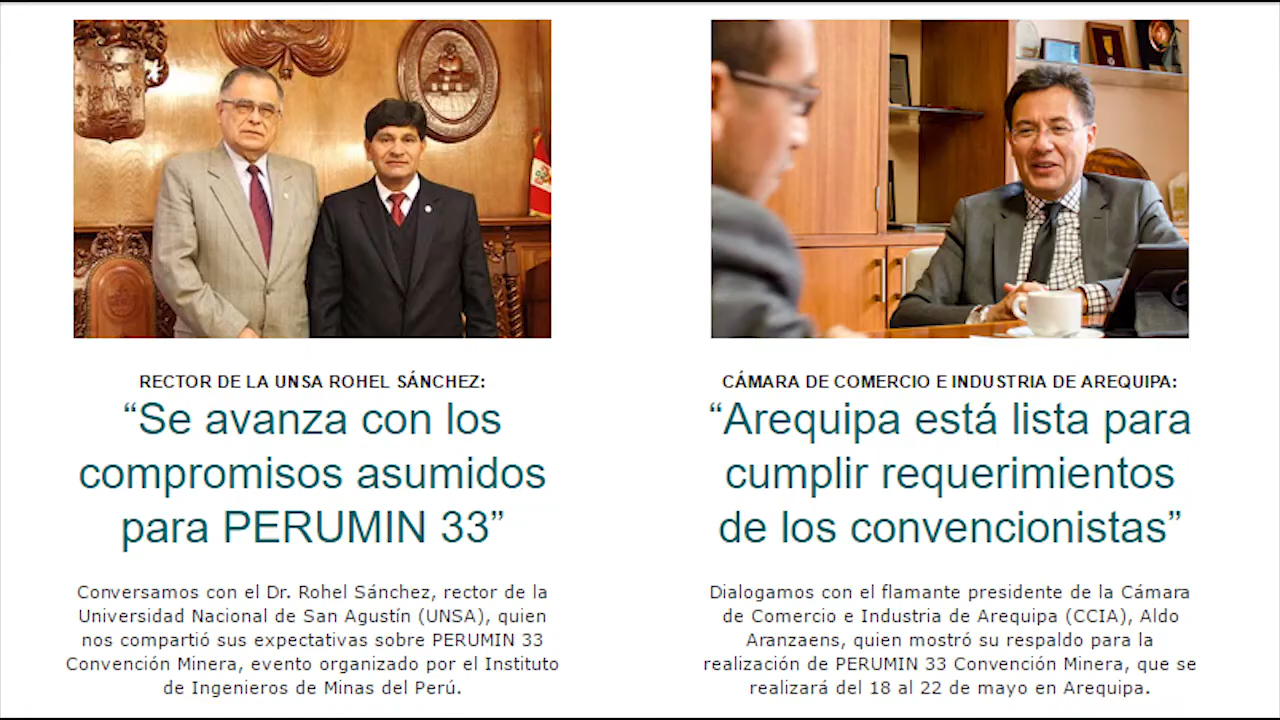 RECTOR DE LA UNSA ROHEL SÁNCHEZ:
“Se avanza con los
compromisos asumidos
para PERUMIN 33”
Conversamos con el Dr. Rohel Sánchez, rector de la
Universidad Nacional de San Agustín (UNSA), quien
nos compartió sus expectativas sobre PERUMIN 33
Convención Minera, evento organizado por el Instituto
de Ingenieros de Minas del Perú.
CÁMARA DE COMERCIO E INDUSTRIA DE AREQUIPA:
“Arequipa está lista para
cumplir requerimientos
de los convencionistas”
Dialogamos con el flamante presidente de la Cámara
de Comercio e Industria de Arequipa (CCIA), Aldo
Aranzaens, quien mostró su respaldo para la
realización de PERUMIN 33 Convención Minera, que se
realizará del 18 al 22 de mayo en Arequipa.